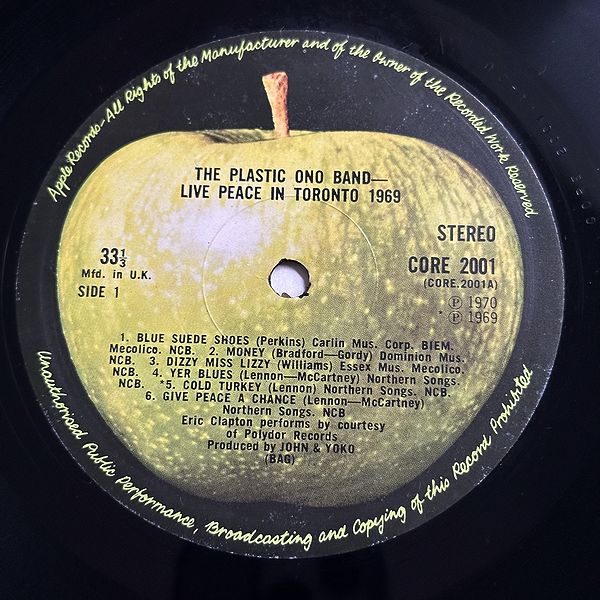 Apple Records-All Rights of the Manufacturer and of the Owner of the Recorded Work Reserved
THE PLASTIC ONO BAND—
LIVE PEACE IN TORONTO 1969
33⅓
Mfd. in U.K.
SIDE 1
STEREO
CORE 2001
(CORE.2001A)
Ⓟ 1970
* Ⓟ 1969
1. BLUE SUEDE SHOES (Perkins) Carlin Mus. Corp. BIEM.
Mecolico. NCB. 2. MONEY (Bradford—Gordy) Dominion Mus.
NCB. 3. DIZZY MISS LIZZY (Williams) Essex Mus. Mecolico.
NCB. 4. YER BLUES (Lennon—McCartney) Northern Songs.
NCB. *5. COLD TURKEY (Lennon) Northern Songs. NCB.
6. GIVE PEACE A CHANCE (Lennon—McCartney)
Northern Songs. NCB
Eric Clapton performs by courtesy
of Polydor Records
Produced by JOHN & YOKO
(BAG)
Unauthorised Public Performance, Broadcasting and Copying of this Record Prohibited